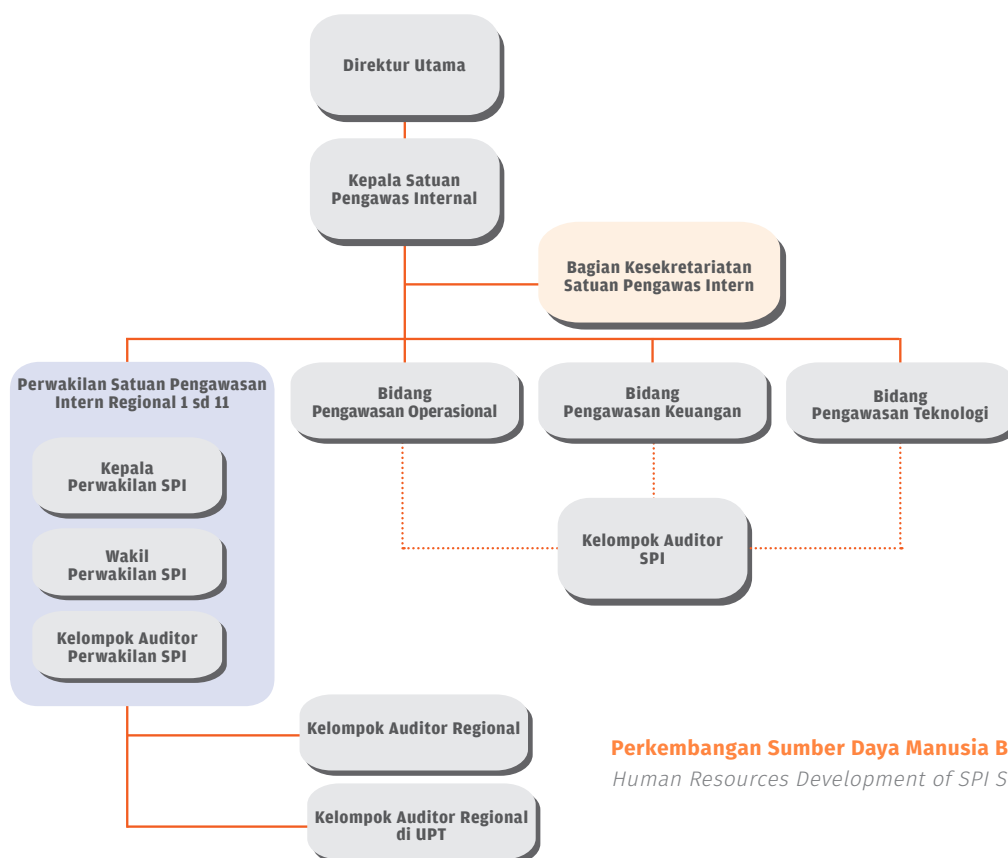 Direktur Utama
Kepala Satuan
Pengawas Internal
Bagian Kesekretariatan
Satuan Pengawas Intern
Perwakilan Satuan Pengawasan
Intern Regional 1 sd 11
Kepala
Perwakilan SPI
Wakil
Perwakilan SPI
Kelompok Auditor
Perwakilan SPI
Bidang
Pengawasan Operasional
Bidang
Pengawasan Keuangan
Bidang
Pengawasan Teknologi
Kelompok Auditor
SPI
Kelompok Auditor Regional
Kelompok Auditor Regional
di UPT
Perkembangan Sumber Daya Manusia B
Human Resources Development of SPI S